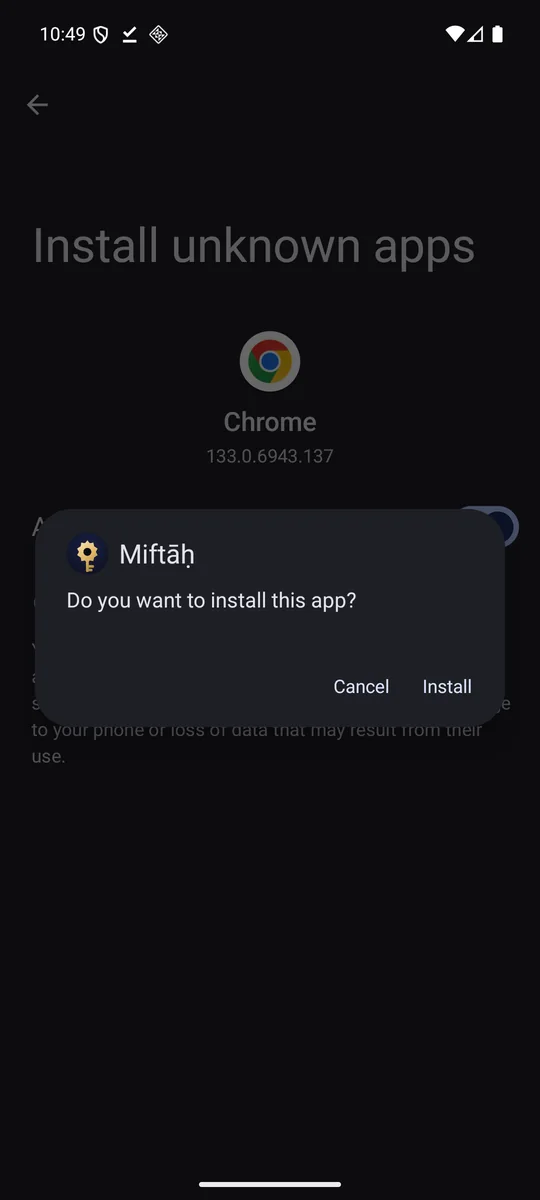 10:49
Install unknown apps
Chrome
133.0.6943.137
Miftāḥ
Do you want to install this app?
Cancel Install
to your phone or loss of data that may result from their
use.